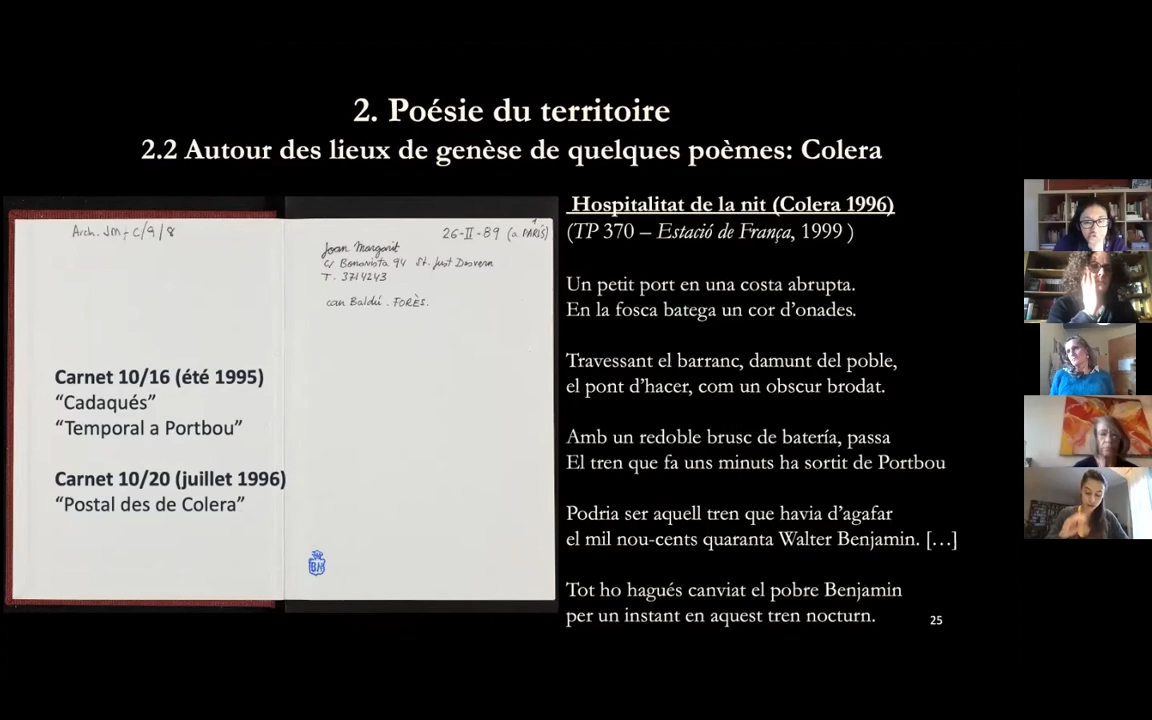 2. Poésie du territoire
2.2 Autour des lieux de genèse de quelques poèmes: Colera
Arch. JM-C/9/8
1
26-II-89 (a PARÍS)
Joan Margarit
c/ Bonavista 94 St. Just Desvern
T. 3714243
can Baldú . FORÈS.
Carnet 10/16 (été 1995)
“Cadaqués”
“Temporal a Portbou”
Carnet 10/20 (juillet 1996)
“Postal des de Colera”
BN
Hospitalitat de la nit (Colera 1996)
(TP 370 – Estació de França, 1999 )
Un petit port en una costa abrupta.
En la fosca batega un cor d’onades.
Travessant el barranc, damunt del poble,
el pont d’hacer, com un obscur brodat.
Amb un redoble brusc de batería, passa
El tren que fa uns minuts ha sortit de Portbou
Podria ser aquell tren que havia d’agafar
el mil nou-cents quaranta Walter Benjamin. […]
Tot ho hagués canviat el pobre Benjamin
per un instant en aquest tren nocturn.
25